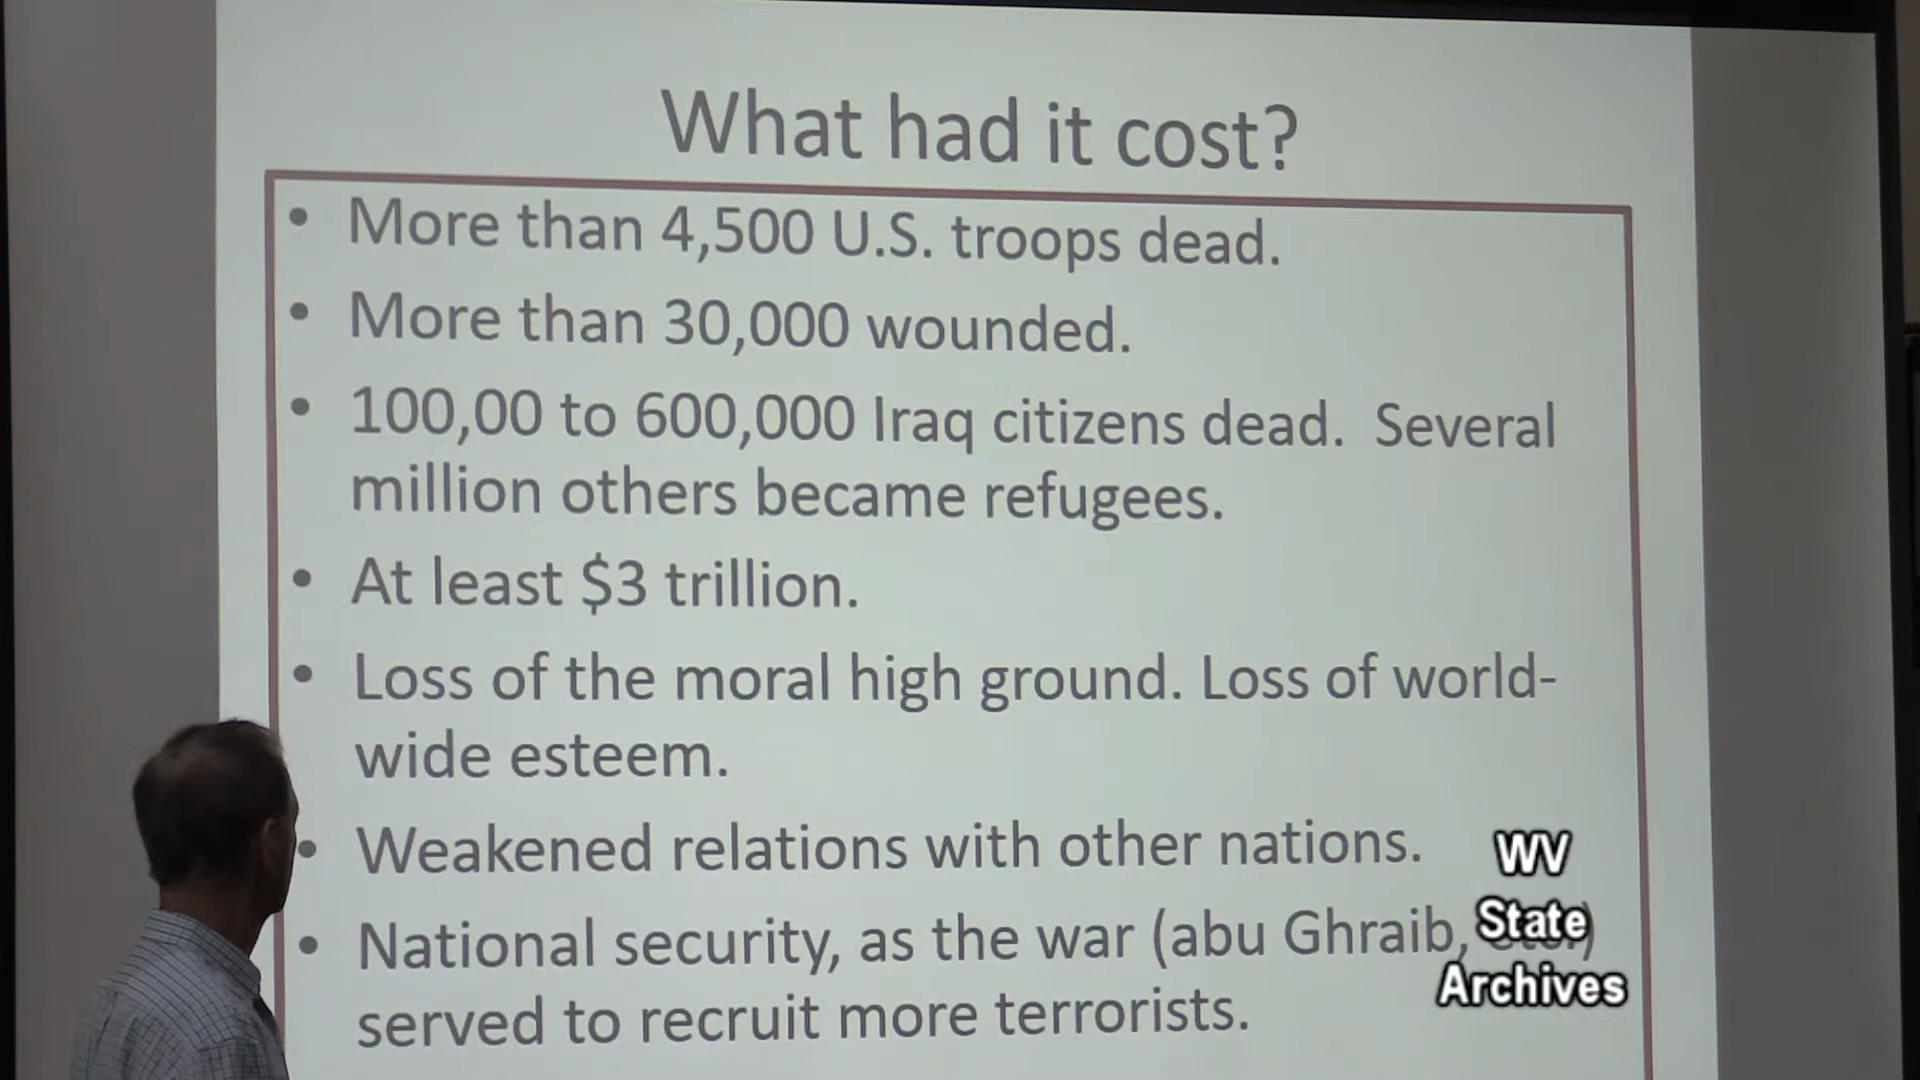 What had it cost?
• More than 4,500 U.S. troops dead.
• More than 30,000 wounded.
• 100,00 to 600,000 Iraq citizens dead. Several
million others became refugees.
• At least $3 trillion.
• Loss of the moral high ground. Loss of world-
wide esteem.
• Weakened relations with other nations.
• National security, as the war (abu Ghraib,
served to recruit more terrorists.
WV
State
Archives